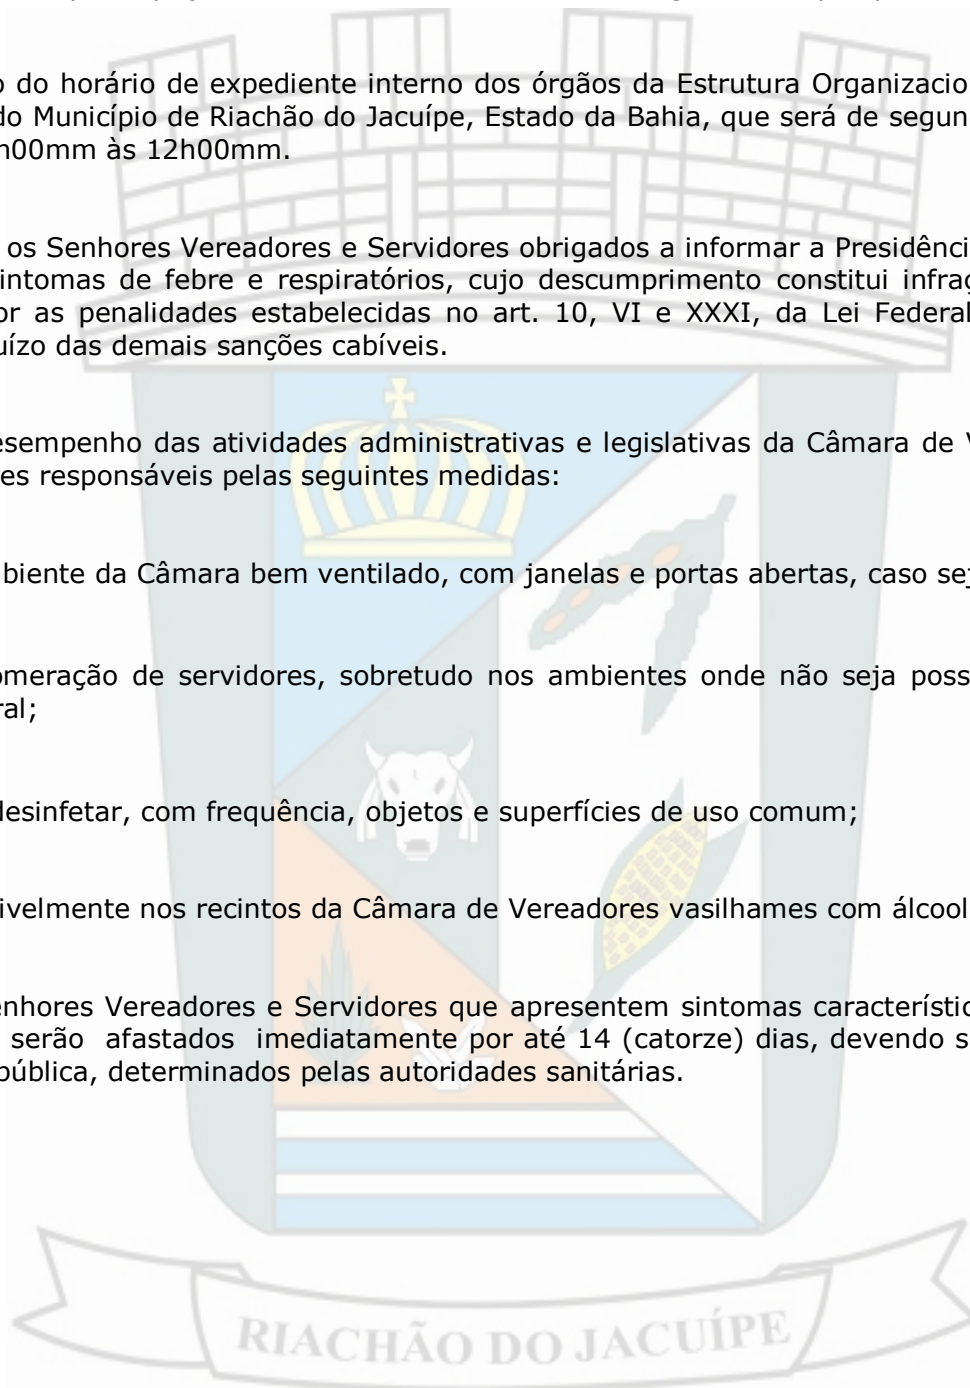 o do horário de expediente interno dos órgãos da Estrutura Organizacio
do Município de Riachão do Jacuípe, Estado da Bahia, que será de segun
h00mm às 12h00mm.
os Senhores Vereadores e Servidores obrigados a informar a Presidênci
intomas de febre e respiratórios, cujo descumprimento constitui infraç
or as penalidades estabelecidas no art. 10, VI e XXXI, da Lei Federal
uízo das demais sanções cabíveis.
esempenho das atividades administrativas e legislativas da Câmara de V
res responsáveis pelas seguintes medidas:
biente da Câmara bem ventilado, com janelas e portas abertas, caso sej
omeração de servidores, sobretudo nos ambientes onde não seja poss
ral;
desinfetar, com frequência, objetos e superfícies de uso comum;
ivelmente nos recintos da Câmara de Vereadores vasilhames com álcool
enhores Vereadores e Servidores que apresentem sintomas característic
serão afastados imediatamente por até 14 (catorze) dias, devendo s
pública, determinados pelas autoridades sanitárias.
RIACHÃO DO JACUÍPE